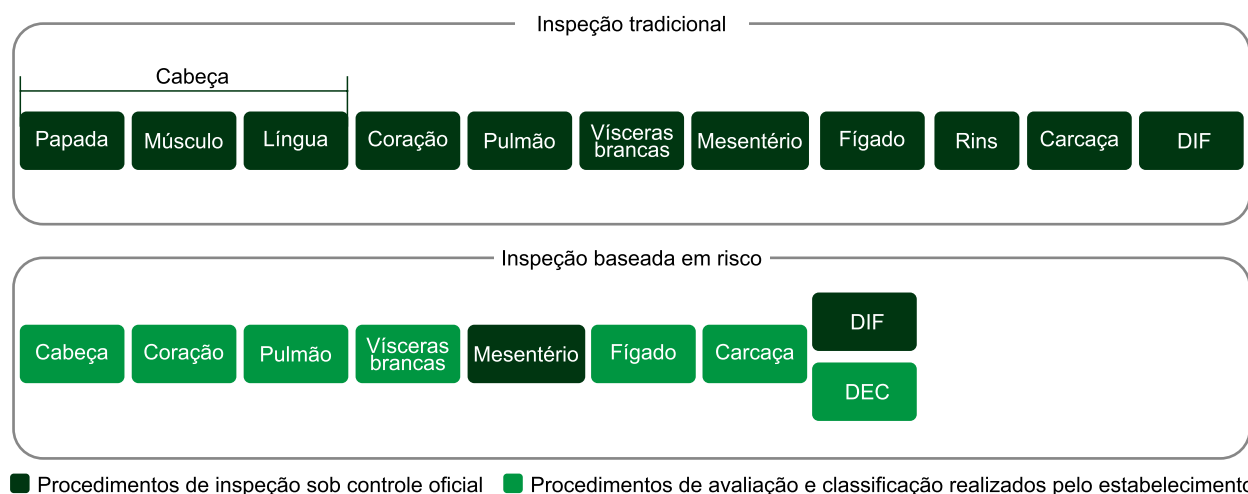 Inspeção tradicional
Cabeça
Papada
Músculo
Língua
Coração
Pulmão
Vísceras
brancas
Mesentério
Fígado
Rins
Carcaça
DIF
Inspeção baseada em risco
Cabeça
Coração
Pulmão
Vísceras
brancas
Mesentério
Fígado
Carcaça
DIF
DEC
Procedimentos de inspeção sob controle oficial
Procedimentos de avaliação e classificação realizados pelo estabelecimento